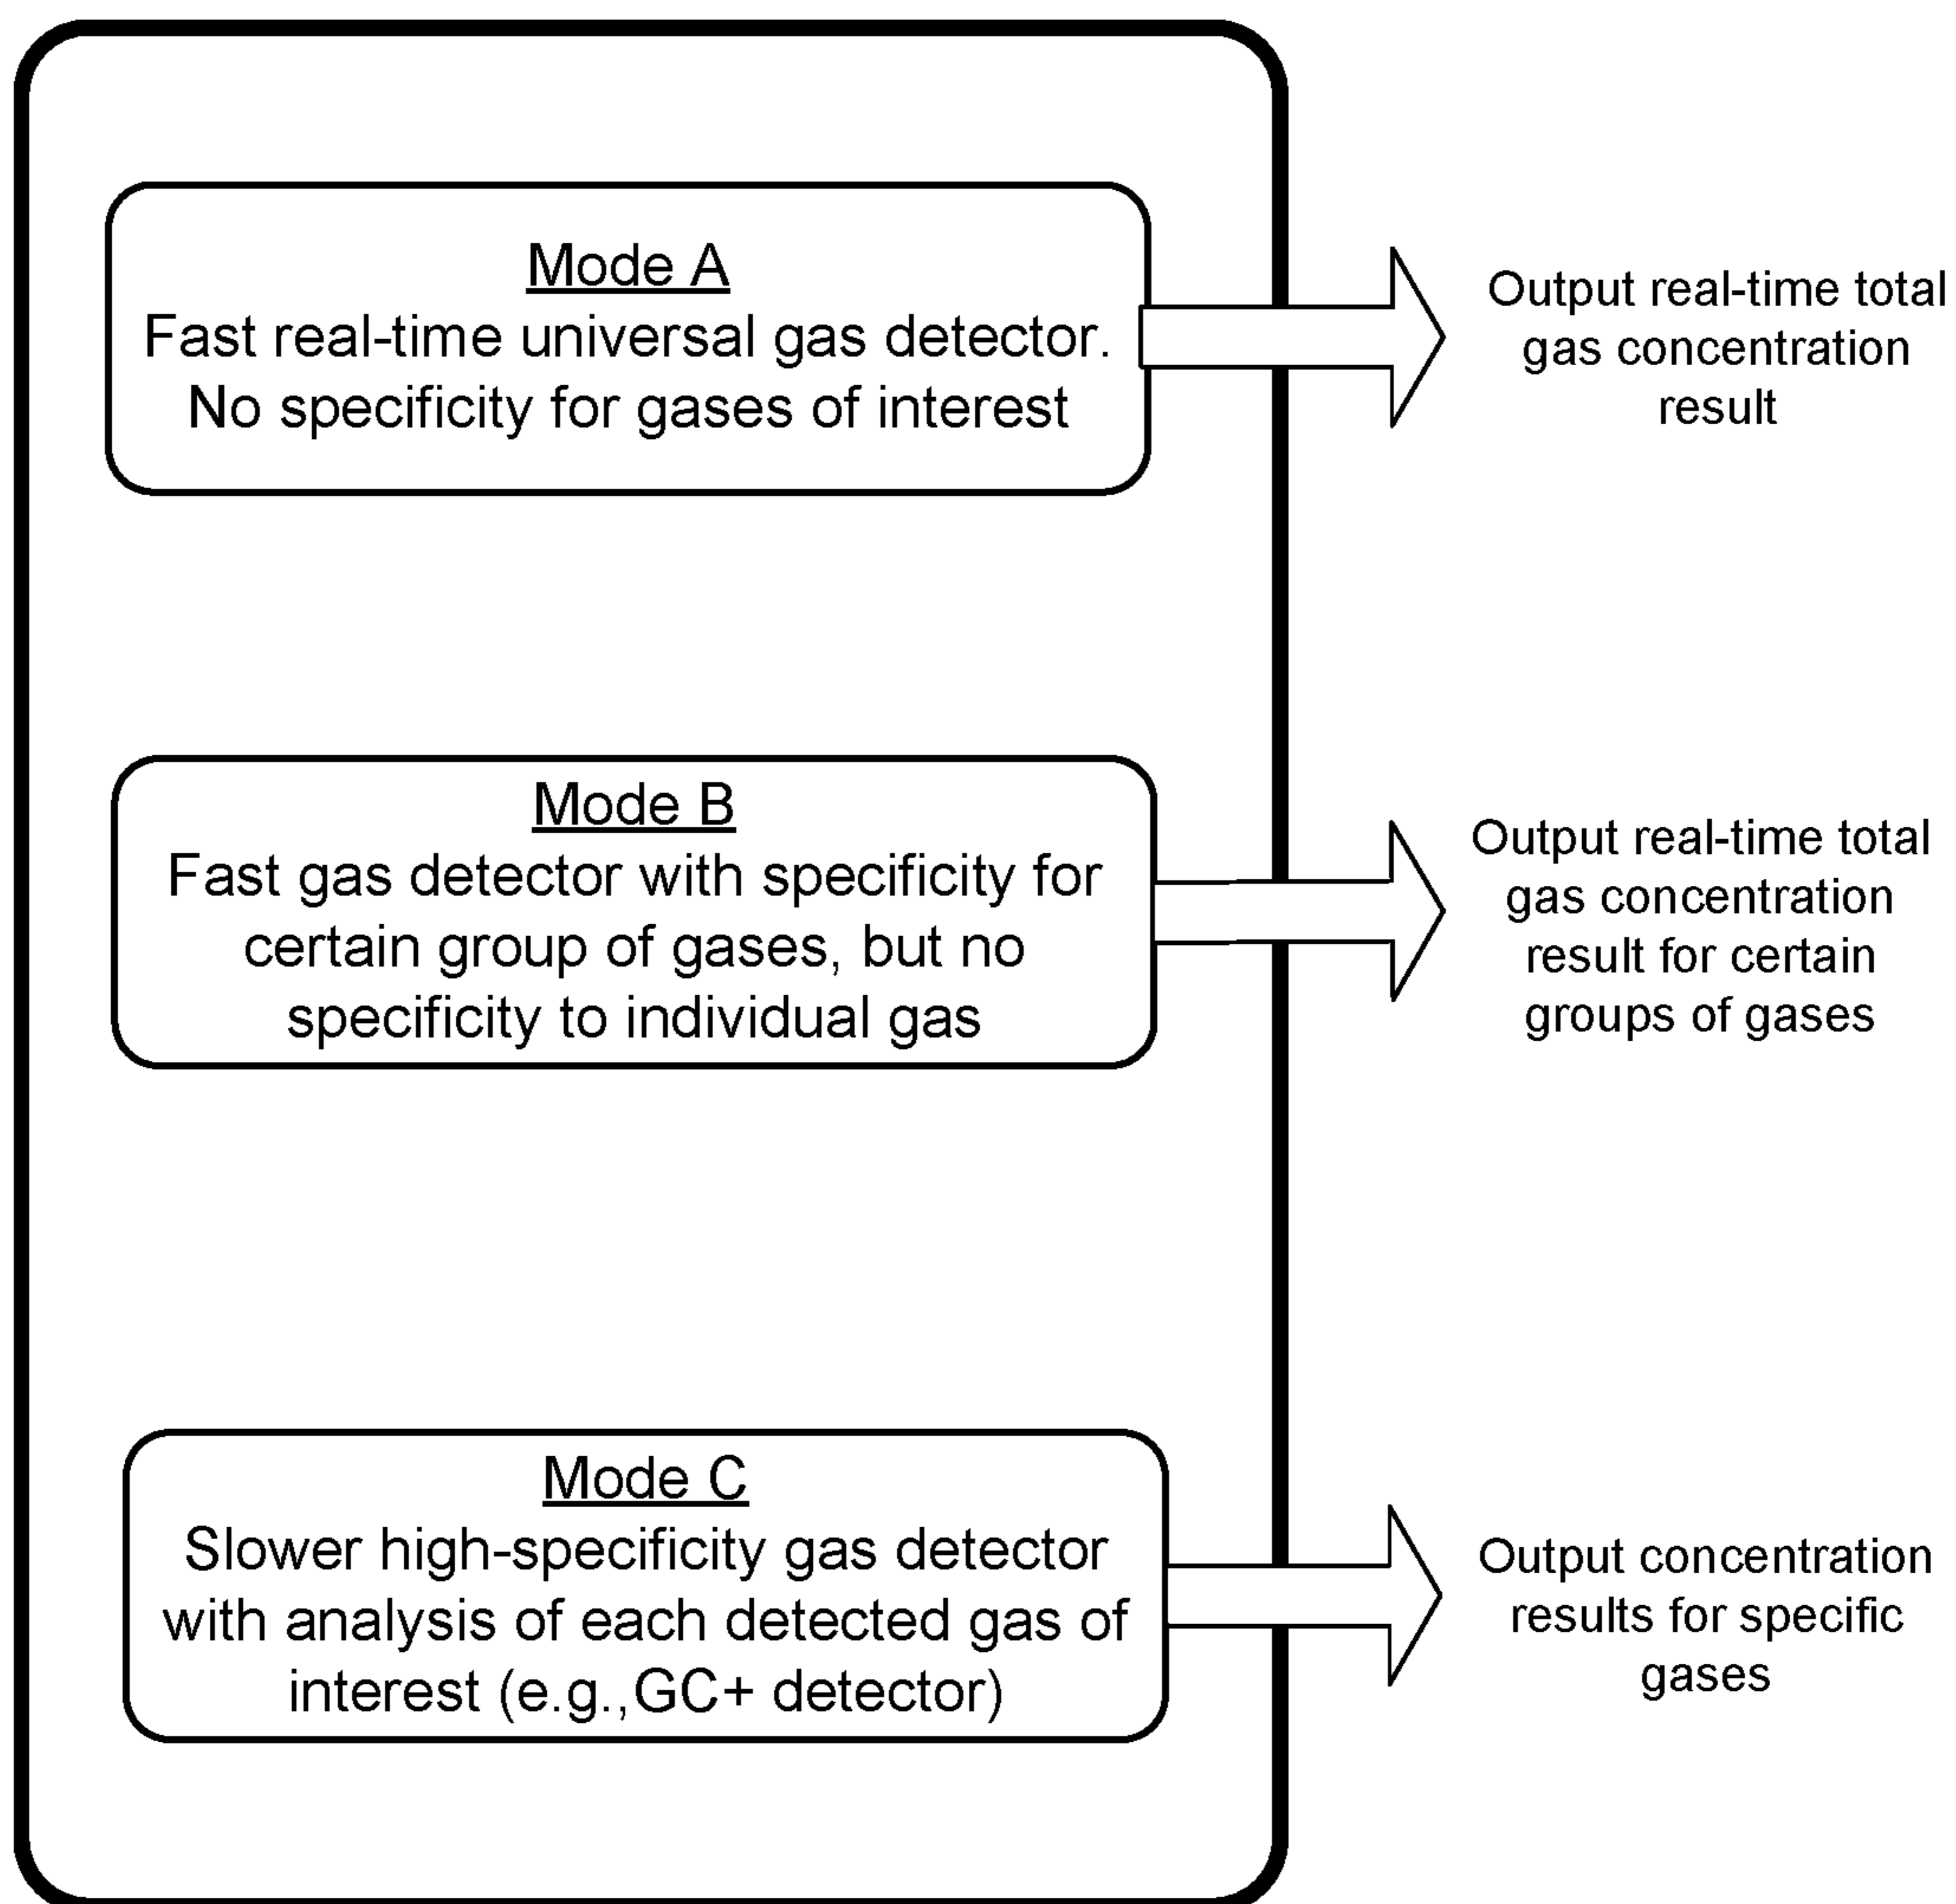 Mode A
Fast real-time universal gas detector.
No specificity for gases of interest
Output real-time total
gas concentration
result
Mode B
Fast gas detector with specificity for
certain group of gases, but no
specificity to individual gas
Output real-time total
gas concentration
result for certain
groups of gases
Mode C
Slower high-specificity gas detector
with analysis of each detected gas of
interest (e.g.,GC+ detector)
Output concentration
results for specific
gases